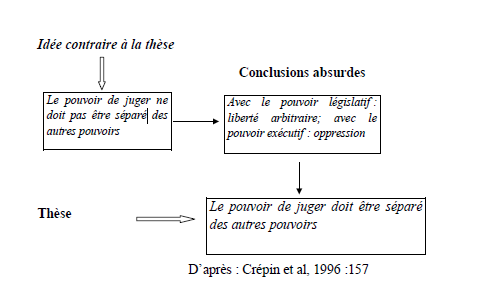 Idée contraire à la thèse
Conclusions absurdes
Le pouvoir de juger ne
doit pas être séparé des
autres pouvoirs
Avec le pouvoir législatif :
liberté arbitraire; avec le
pouvoir exécutif : oppression
Thèse
Le pouvoir de juger doit être séparé
des autres pouvoirs
D’après : Crépin et al, 1996 :157